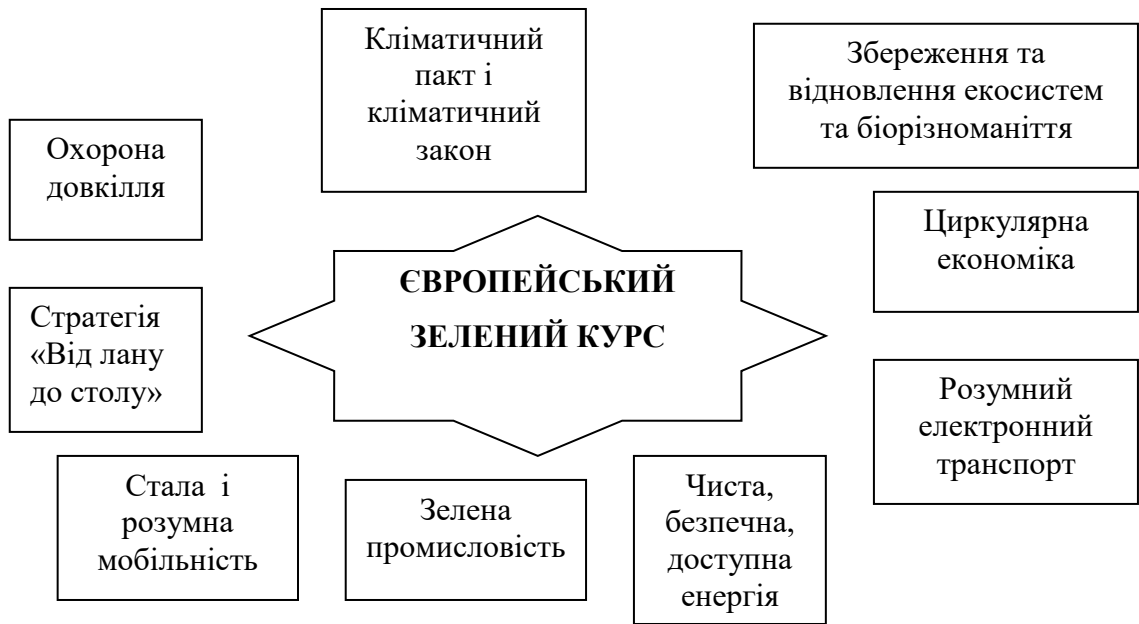 Кліматичний
пакт і
кліматичний
закон
Збереження та
відновлення екосистем
та біорізноманіття
Охорона
довкілля
Циркулярна
економіка
ЄВРОПЕЙСЬКИЙ
ЗЕЛЕНИЙ КУРС
Стратегія
«Від лану
до столу»
Розумний
електронний
транспорт
Стала і
розумна
мобільність
Зелена
промисловість
Чиста,
безпечна,
доступна
енергія